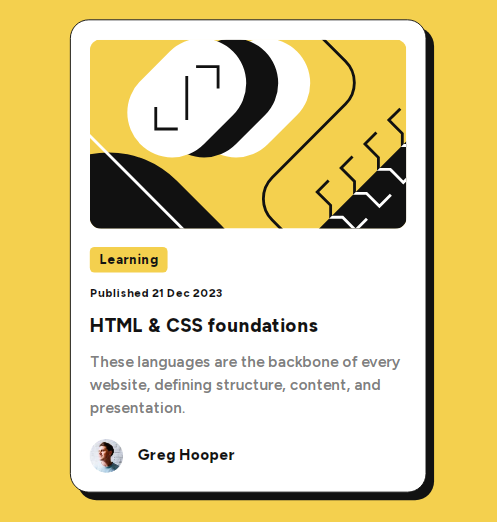 Learning
Published 21 Dec 2023
HTML & CSS foundations
These languages are the backbone of every
website, defining structure, content, and
presentation.
Greg Hooper